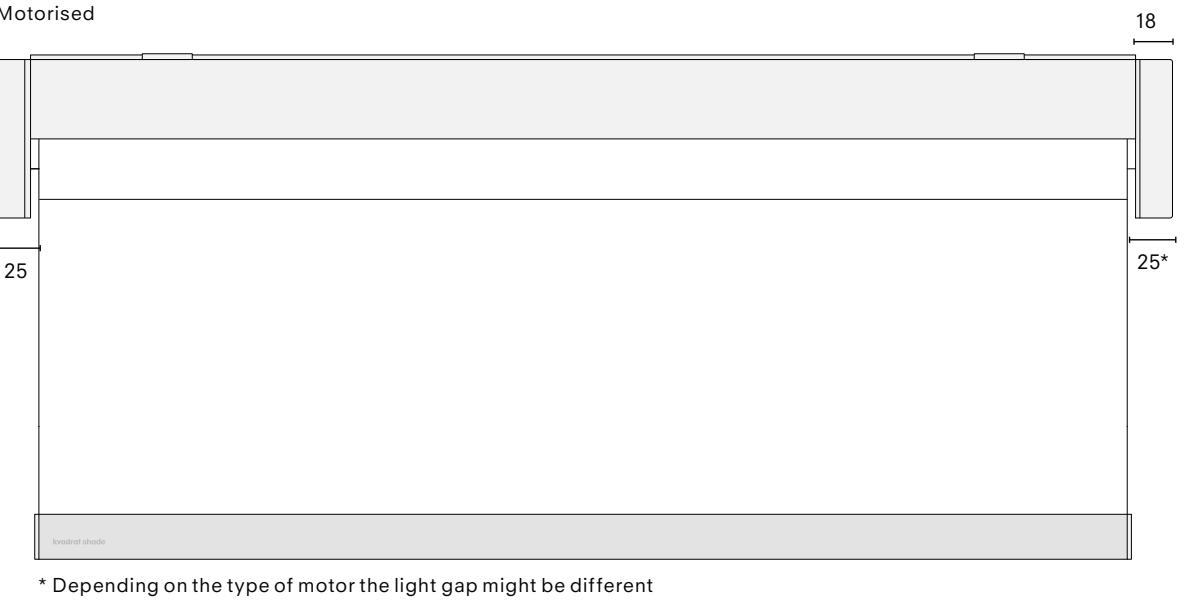 Motorised
18
25
25*
kvadrat shade
* Depending on the type of motor the light gap might be different